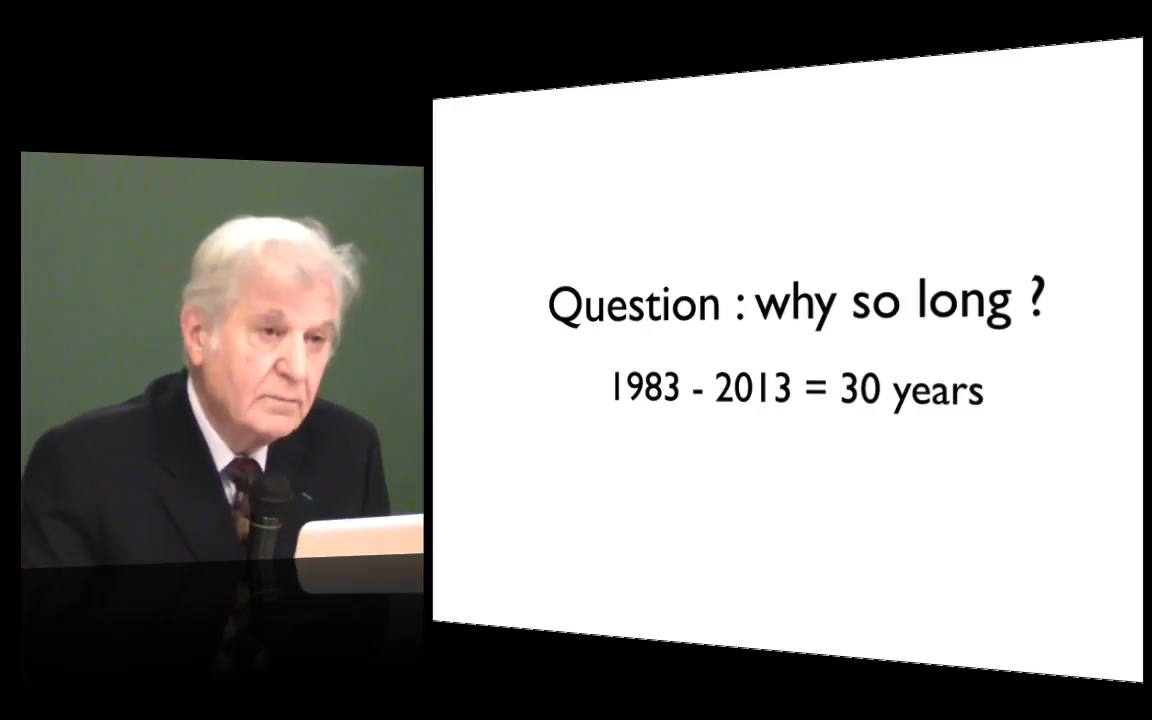 Question : why so long ?
1983 - 2013 = 30 years